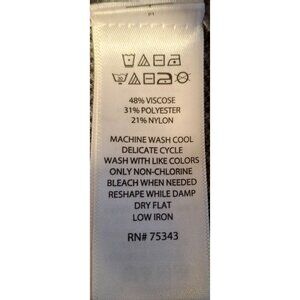 48% VISCOSE
31% POLYESTER
21% NYLON
MACHINE WASH COOL
DELICATE CYCLE
WASH WITH LIKE COLORS
ONLY NON-CHLORINE
BLEACH WHEN NEEDED
RESHAPE WHILE DAMP
DRY FLAT
LOW IRON
RN# 75343